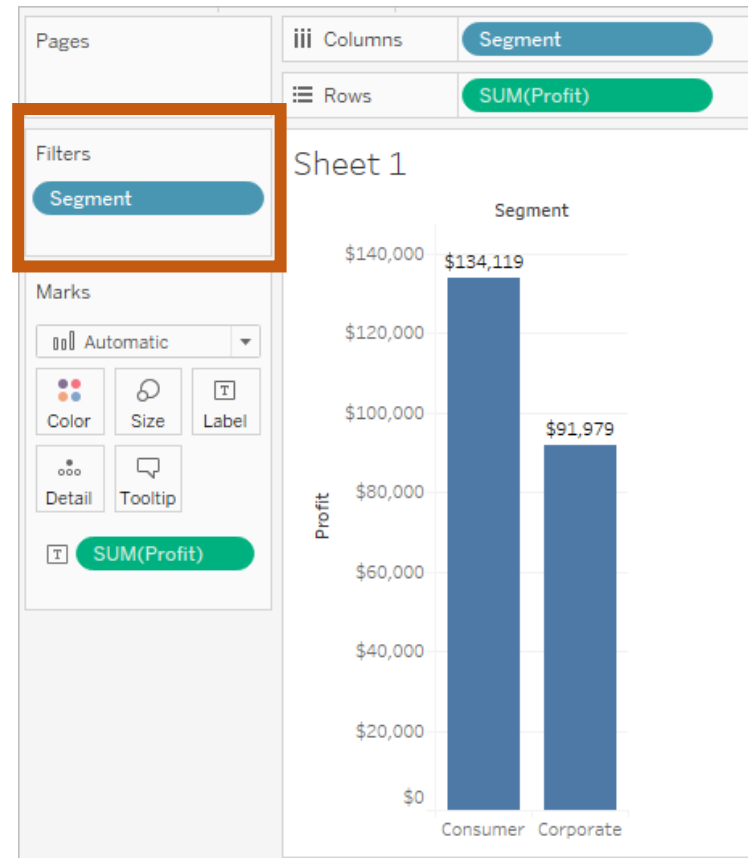 Pages
Columns
Segment
Rows
SUM(Profit)
Filters
Segment
Marks
Automatic
Color
Size
T
Label
Detail
Tooltip
T
SUM(Profit)
Sheet 1
Segment
Profit
$140,000
$120,000
$100,000
$80,000
$60,000
$40,000
$20,000
$0
$134,119
$91,979
Consumer Corporate